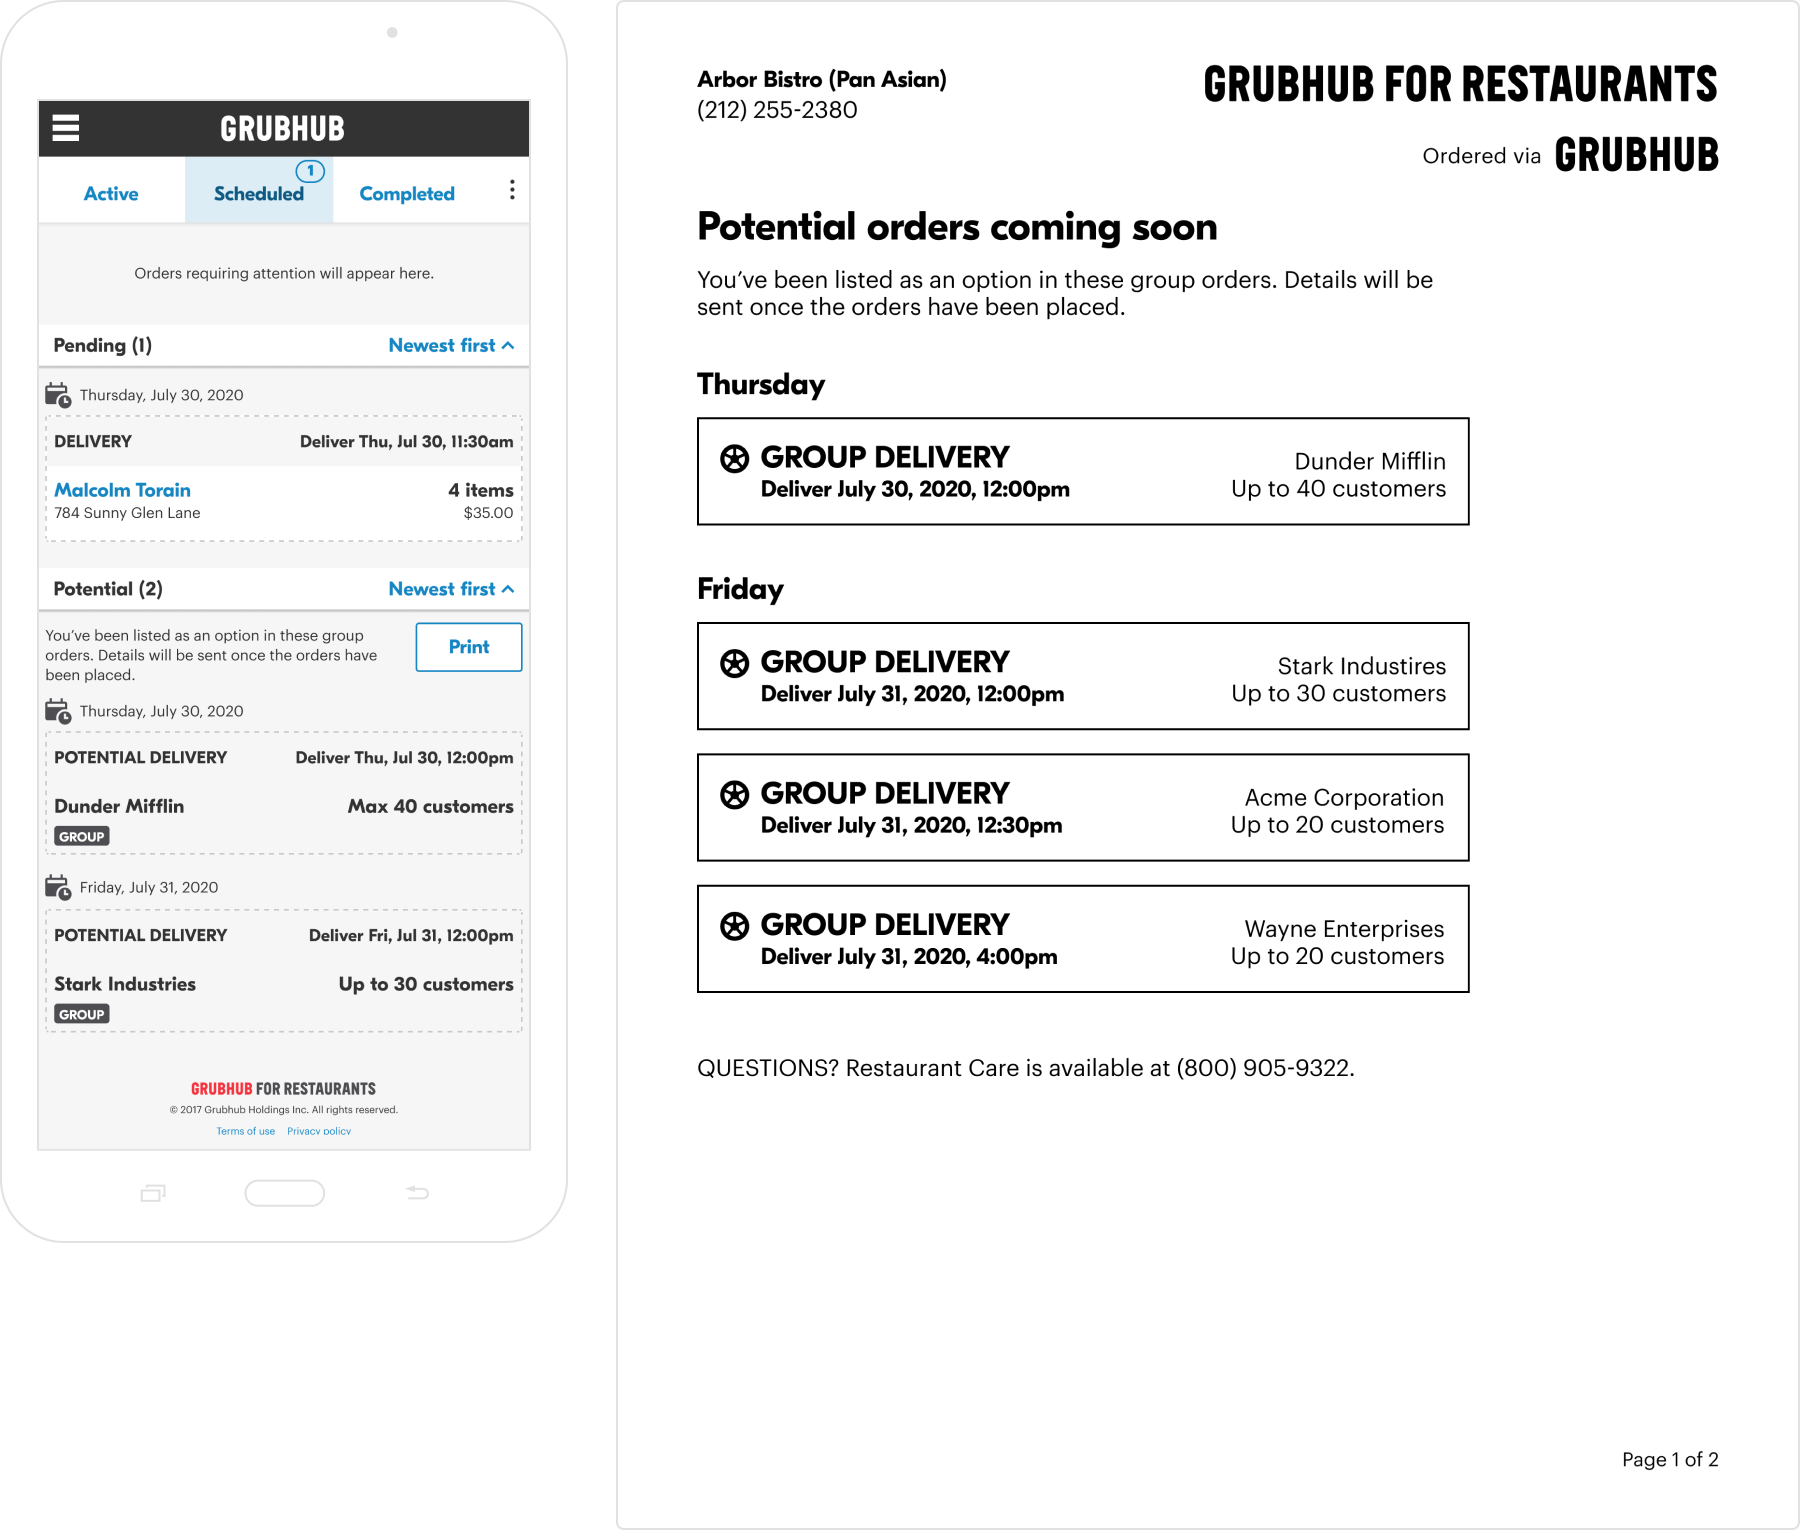 GRUBHUB
1
Active
Scheduled
Completed
Orders requiring attention will appear here.
Pending (1)
Newest first
Thursday, July 30, 2020
DELIVERY
Deliver Thu, Jul 30, 11:30am
Malcolm Torain
4 items
784 Sunny Glen Lane
$35.00
Potential (2)
Newest first
You've been listed as an option in these group
orders. Details will be sent once the orders have
been placed.
Print
Thursday, July 30, 2020
POTENTIAL DELIVERY
Deliver Thu, Jul 30, 12:00pm
Dunder Mifflin
Max 40 customers
GROUP
Friday, July 31, 2020
POTENTIAL DELIVERY
Deliver Fri, Jul 31, 12:00pm
Stark Industries
Up to 30 customers
GROUP
GRUBHUB FOR RESTAURANTS
© 2017 Grubhub Holdings Inc. All rights reserved.
Terms of use Privacy policy
Arbor Bistro (Pan Asian)
(212) 255-2380
GRUBHUB FOR RESTAURANTS
Ordered via GRUBHUB
Potential orders coming soon
You've been listed as an option in these group orders. Details will be
sent once the orders have been placed.
Thursday
GROUP DELIVERY
Deliver July 30, 2020, 12:00pm
Dunder Mifflin
Up to 40 customers
Friday
GROUP DELIVERY
Deliver July 31, 2020, 12:00pm
Stark Industires
Up to 30 customers
GROUP DELIVERY
Deliver July 31, 2020, 12:30pm
Acme Corporation
Up to 20 customers
GROUP DELIVERY
Deliver July 31, 2020, 4:00pm
Wayne Enterprises
Up to 20 customers
QUESTIONS? Restaurant Care is available at (800) 905-9322.
Page 1 of 2